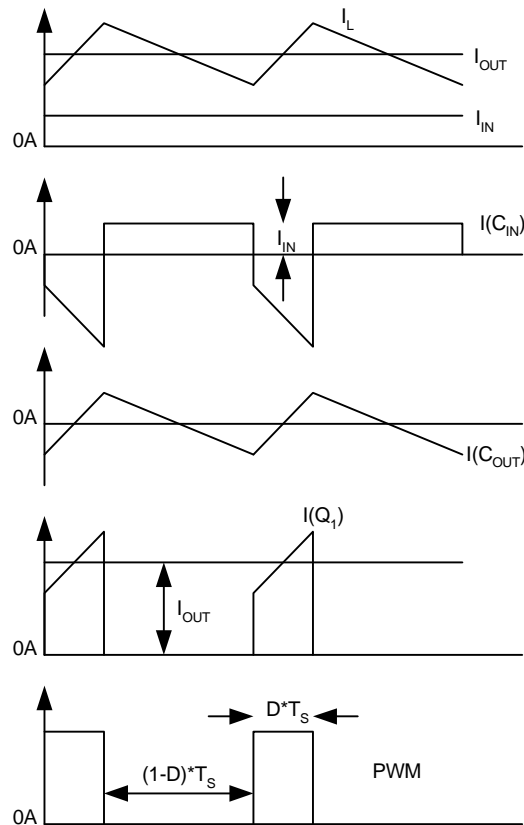 I_L
I_OUT
I_IN
0A
I(C_IN)
0A
I_IN
0A
I(C_OUT)
I(Q_1)
I_OUT
0A
D*T_S
(1-D)*T_S
PWM
0A